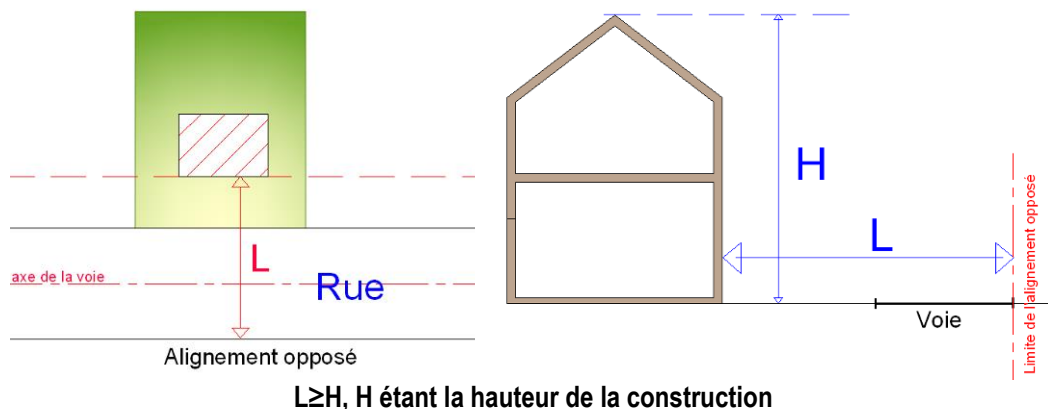 axe de la voie
L
Rue
Alignement opposé
H
L
Voie
Limite de l'alignement opposé
L≥H, H étant la hauteur de la construction